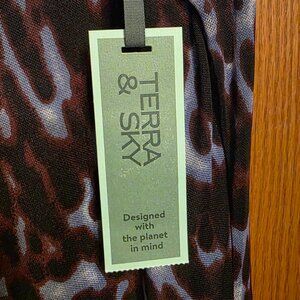 TERRA
& SKY
Designed
with
the planet
in mind